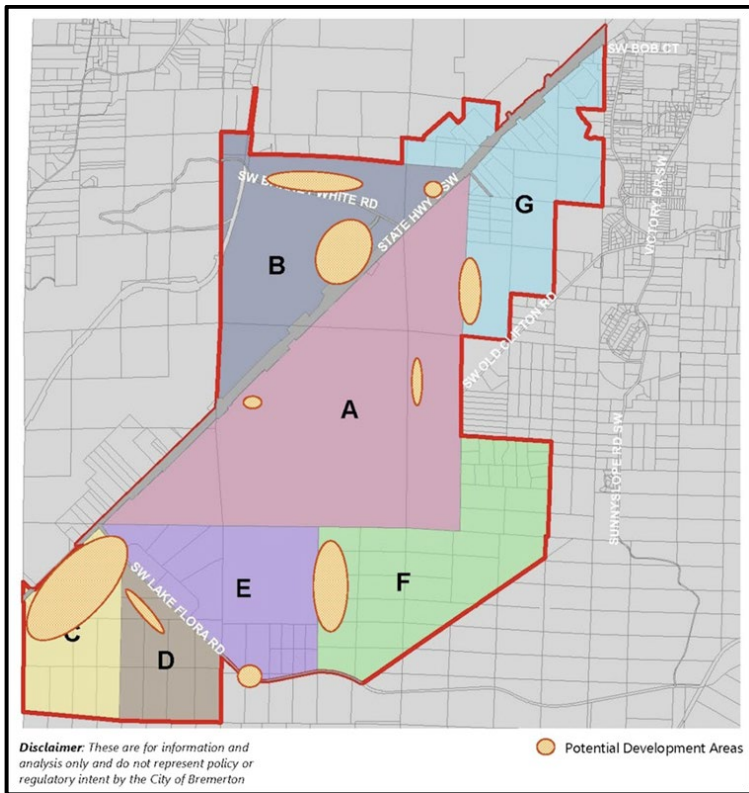 SW BOB CT
SW B
WHITE RD
STATE HWY
SW
G
VICTORY DR SW
B
SW OLD CLIFTON RD
A
SUNNYSLOPE RD SW
E
F
SW LAKE FLORA RD
C
D
Disclaimer: These are for information and
analysis only and do not represent policy or
regulatory intent by the City of Bremerton
Potential Development Areas